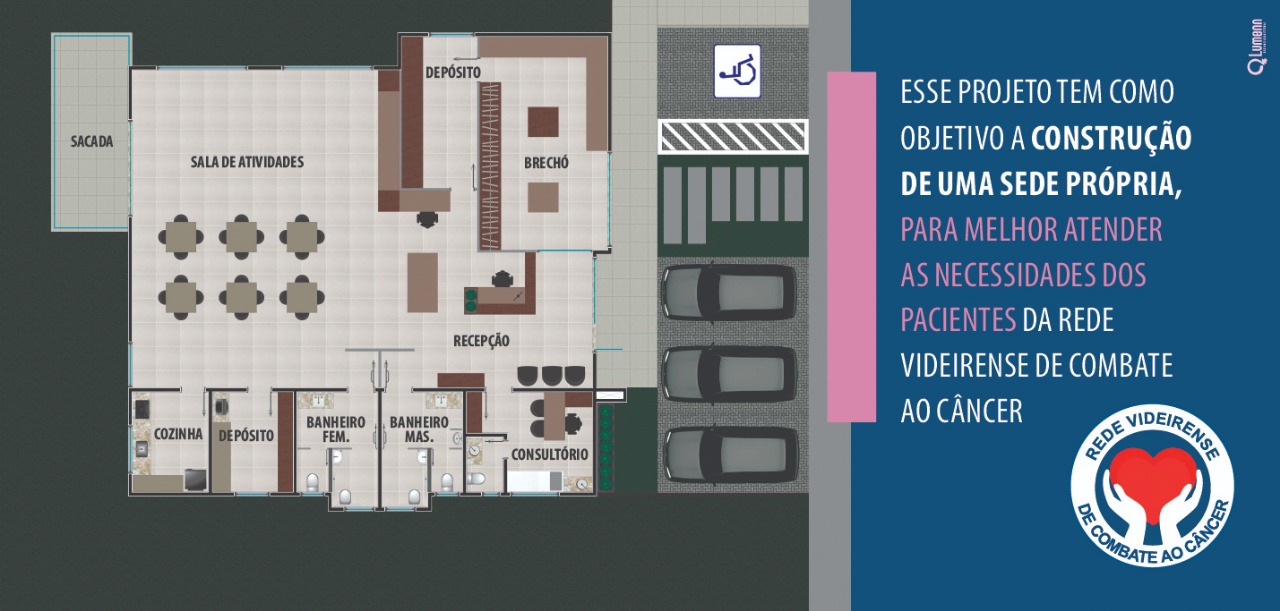 SACADA
SALA DE ATIVIDADES
DEPÓSITO
BRECHÓ
RECEPÇÃO
COZINHA
DEPÓSITO
BANHEIRO
FEM.
BANHEIRO
MAS.
CONSULTÓRIO
ESSE PROJETO TEM COMO
OBJETIVO A CONSTRUÇÃO
DE UMA SEDE PRÓPRIA,
PARA MELHOR ATENDER
AS NECESSIDADES DOS
PACIENTES DA REDE
VIDEIRENSE DE COMBATE
AO CÂNCER
REDE VIDEIRENSE
DE COMBATE AO CÂNCER
Lumann